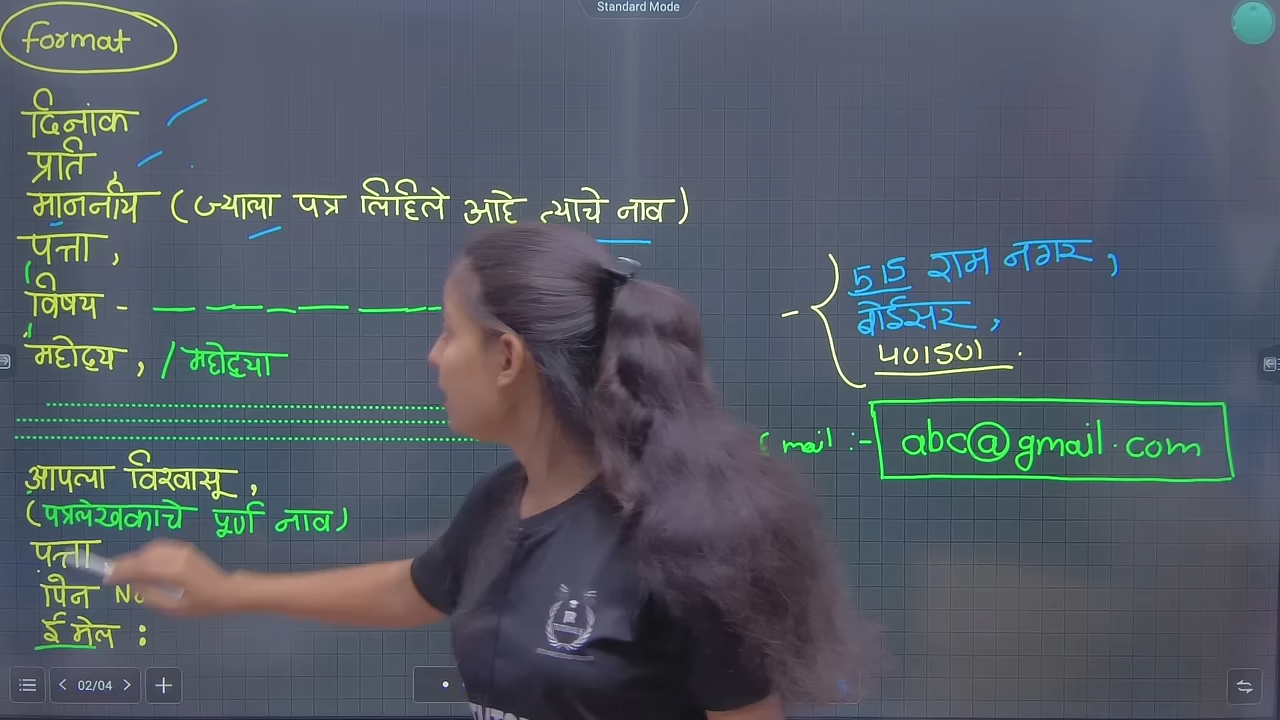 Standard Mode
format
दिनांक
प्रति,
माननीय (ज्याला पत्र लिहिले आहे त्याचे नाव)
पत्ता,
विषय - — — — —
महोदय, / महोदया
आपला विश्वासू,
(पत्रलेखकाचे पूर्ण नाव)
पत्ता
पिन No
ई मेल :
- { 515 राम नगर,
बोईसर,
401501.
mail :- abc@gmail.com
02/04